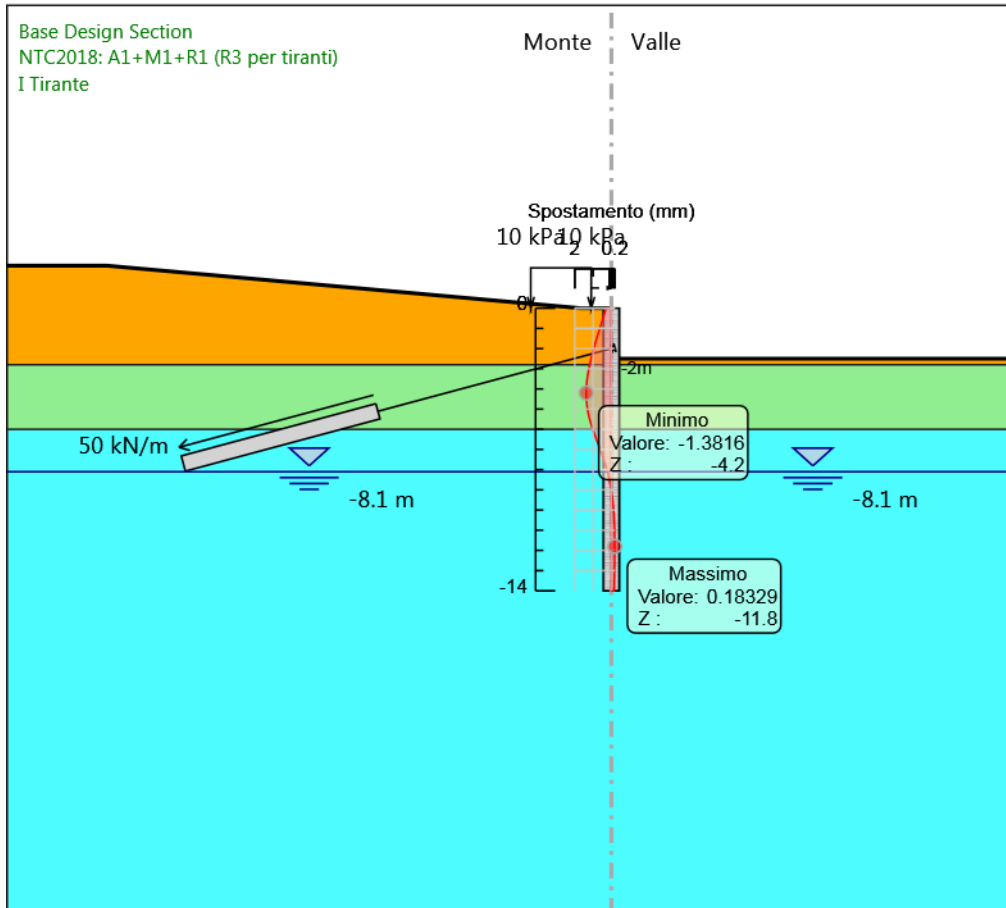 Base Design Section
NTC2018: A1+M1+R1 (R3 per tiranti)
I Tirante
Monte
Valle
Spostamento (mm)
10 kPa
10 kPa
2
0.2
0
-2m
Minimo
Valore: -1.3816
Z : -4.2
50 kN/m
-8.1 m
-8.1 m
-14
Massimo
Valore: 0.18329
Z : -11.8